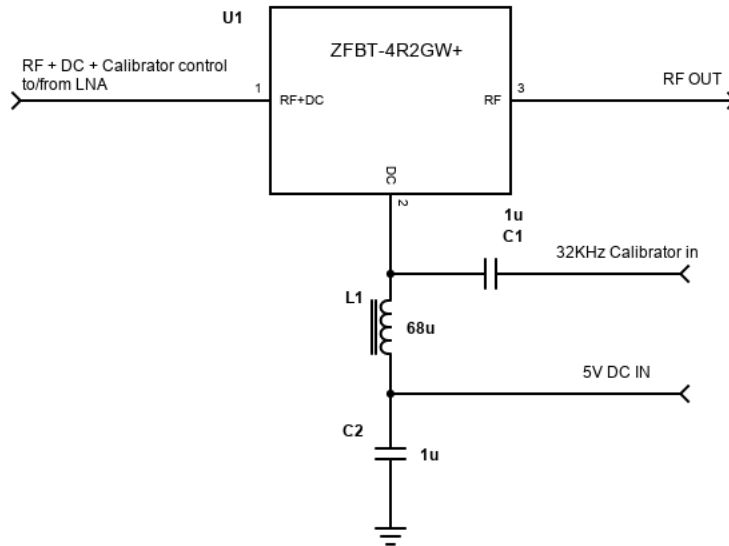 U1
ZFBT-4R2GW+
RF + DC + Calibrator control
to/from LNA
1
RF+DC
RF
3
RF OUT
DC
2
1u
C1
32KHz Calibrator in
L1
68u
5V DC IN
C2
1u